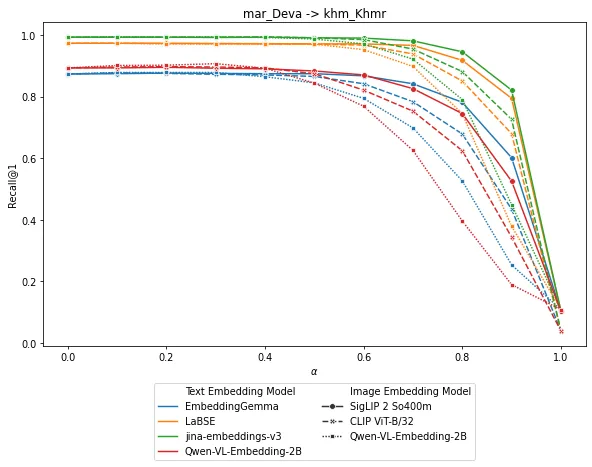 mar_Deva -> khm_Khmr
Recall@1
1.0
0.8
0.6
0.4
0.2
0.0
0.0 0.2 0.4 0.6 0.8 1.0
α
Text Embedding Model
EmbeddingGemma
LaBSE
jina-embeddings-v3
Qwen-VL-Embedding-2B
Image Embedding Model
SigLIP 2 So400m
CLIP ViT-B/32
Qwen-VL-Embedding-2B